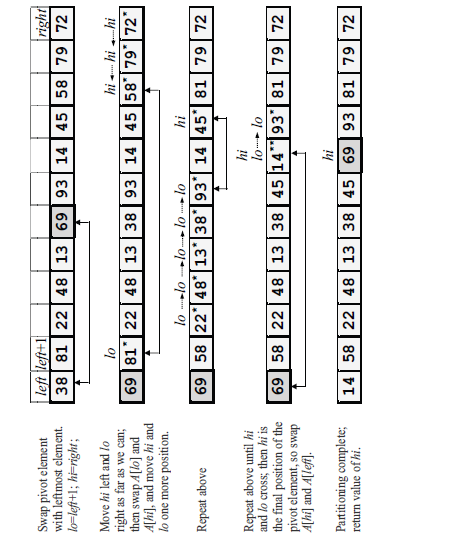 left left+1 right
Swap pivot element
with leftmost element.
lo=left+1; hi=right;
38 81 22 48 13 69 93 14 45 58 79 72
lo hi hi hi
Move hi left and lo
right as far as we can;
then swap A[lo] and
A[hi], and move hi and
lo one more position.
69 81* 22 48 13 38 93 14 45 58* 79* 72*
lo lo lo lo lo hi
Repeat above
69 58 22* 48* 13* 38* 93* 14 45* 81 79 72
hi
lo lo
Repeat above until hi
and lo cross; then hi is
the final position of the
pivot element, so swap
A[hi] and A[left].
69 58 22 48 13 38 45 14** 93* 81 79 72
hi
Partitioning complete;
return value of hi.
14 58 22 48 13 38 45 69 93 81 79 72